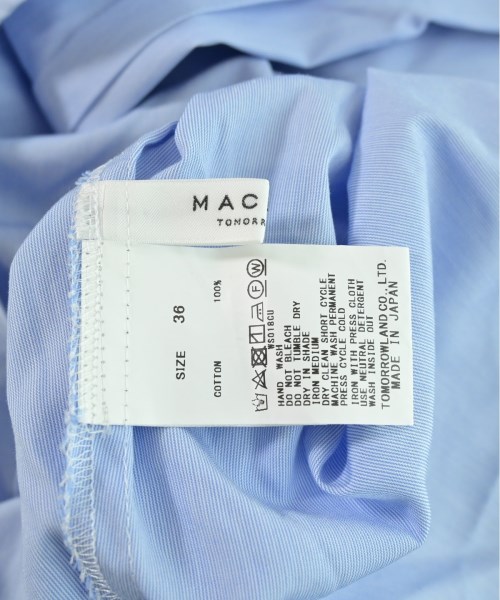 MAC
TOMORR
SIZE 36
COTTON 100%
WS018CU
HAND WASH
DO NOT BLEACH
DO NOT TUMBLE DRY
DRY IN SHADE
IRON MEDIUM
DRY CLEAN SHORT CYCLE
MACHINE WASH PERMANENT
PRESS CYCLE COLD
IRON WITH PRESS CLOTH
USE NEUTRAL DETERGENT
WASH INSIDE OUT
TOMORROWLAND CO.,LTD.
MADE IN JAPAN